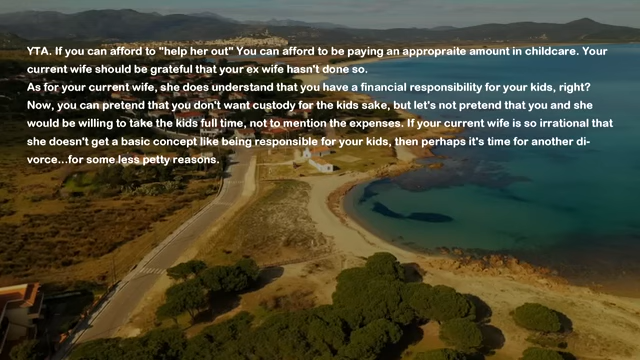 YTA. If you can afford to "help her out" You can afford to be paying an appropraite amount in childcare. Your
current wife should be grateful that your ex wife hasn't done so.
As for your current wife, she does understand that you have a financial responsibility for your kids, right?
Now, you can pretend that you don't want custody for the kids sake, but let's not pretend that you and she
would be willing to take the kids full time, not to mention the expenses. If your current wife is so irrational that
she doesn't get a basic concept like being responsible for your kids, then perhaps it's time for another di-
vorce...for some less petty reasons.